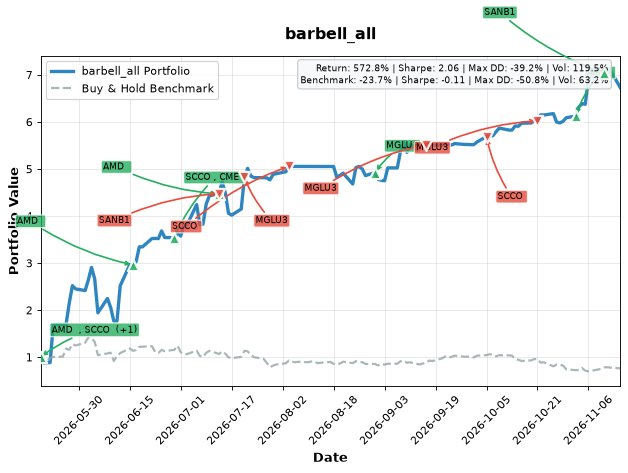 SANB1
barbell_all
barbell_all Portfolio
Buy & Hold Benchmark
Return: 572.8% | Sharpe: 2.06 | Max DD: -39.2% | Vol: 119.5%
Benchmark: -23.7% | Sharpe: -0.11 | Max DD: -50.8% | Vol: 63.2%
7
6
5
4
3
2
1
Portfolio Value
AMD
SCCO , CME
MGLU
MGLU3
MGLU3
SCCO
AMD
SANB1
SCCO
MGLU3
AMD , SCCO (+1)
2026-05-30
2026-06-15
2026-07-01
2026-07-17
2026-08-02
2026-08-18
2026-09-03
2026-09-19
2026-10-05
2026-10-21
2026-11-06
Date